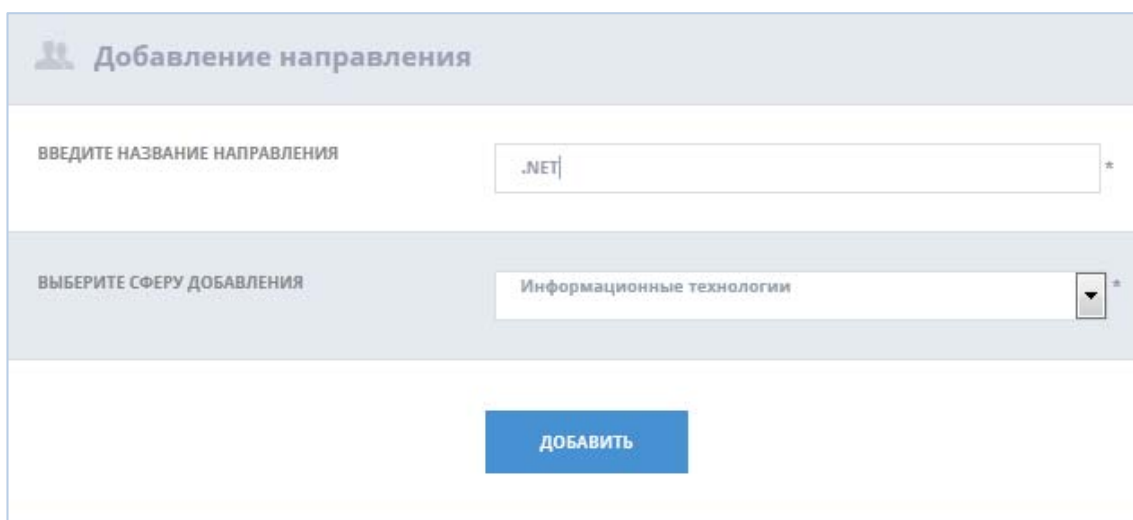 Добавление направления
ВВЕДИТЕ НАЗВАНИЕ НАПРАВЛЕНИЯ
.NET *
ВЫБЕРИТЕ СФЕРУ ДОБАВЛЕНИЯ
Информационные технологии *
ДОБАВИТЬ